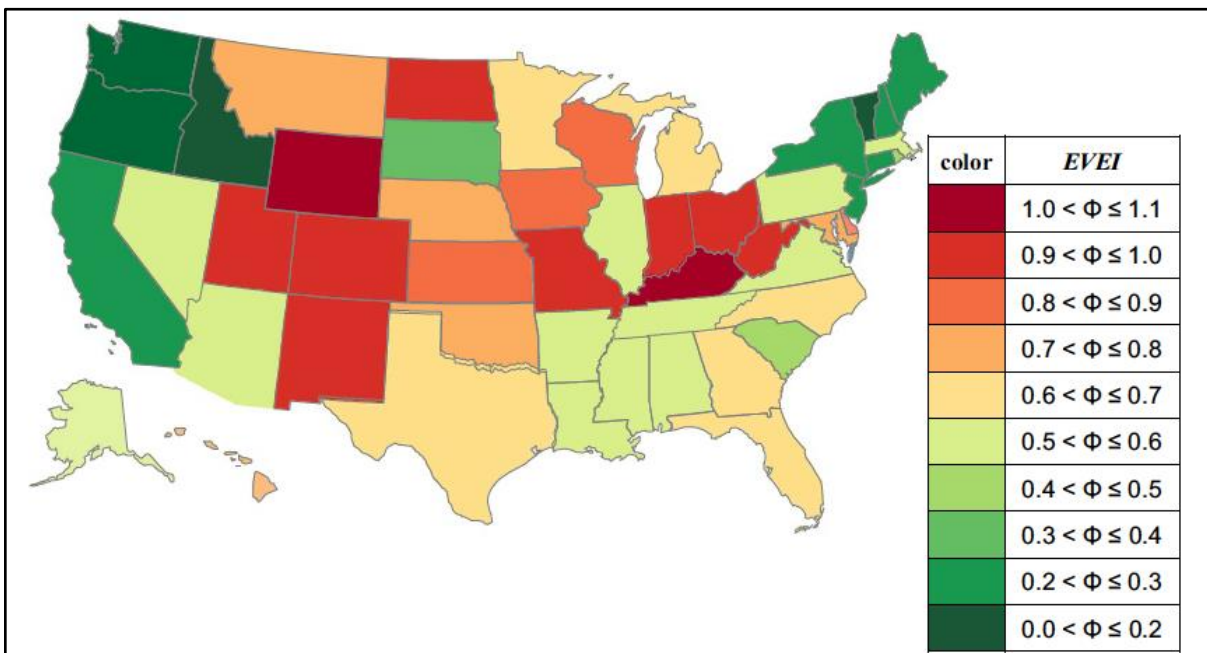 color EVEI
1.0 < Φ ≤ 1.1
0.9 < Φ ≤ 1.0
0.8 < Φ ≤ 0.9
0.7 < Φ ≤ 0.8
0.6 < Φ ≤ 0.7
0.5 < Φ ≤ 0.6
0.4 < Φ ≤ 0.5
0.3 < Φ ≤ 0.4
0.2 < Φ ≤ 0.3
0.0 < Φ ≤ 0.2